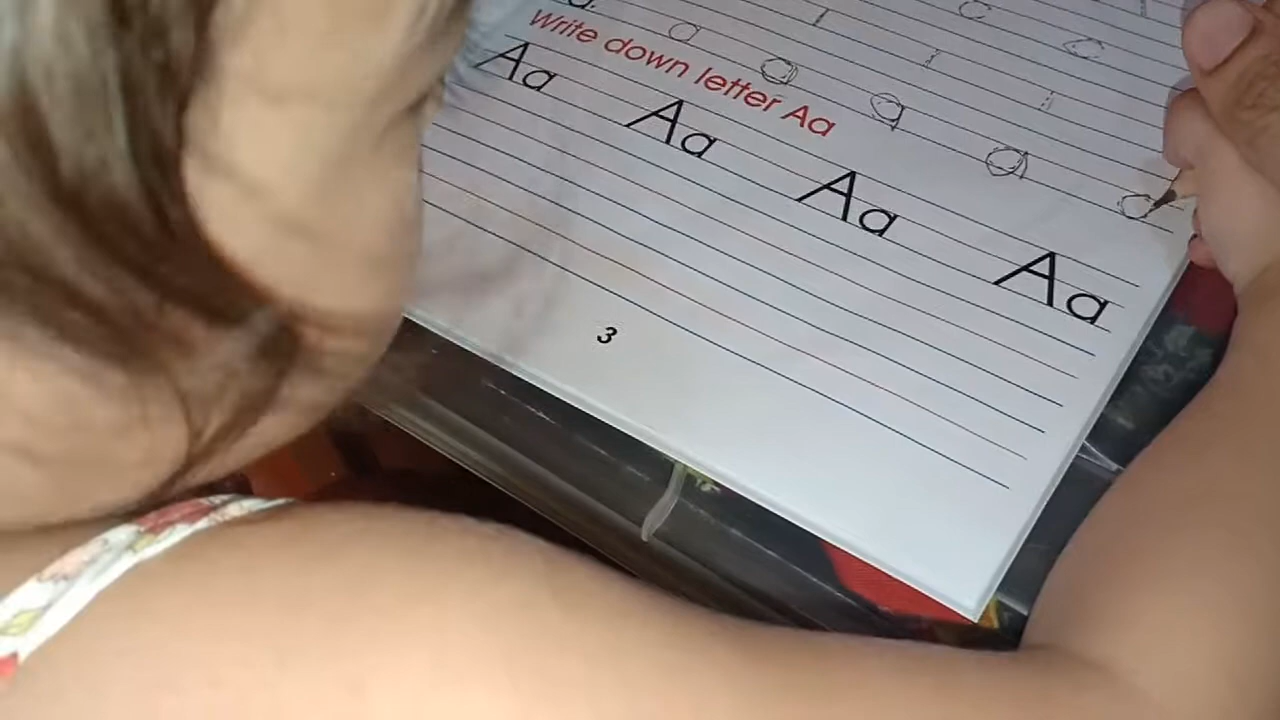 c c
l l l
a a a a a a
Write down letter Aa
Aa Aa Aa Aa
3